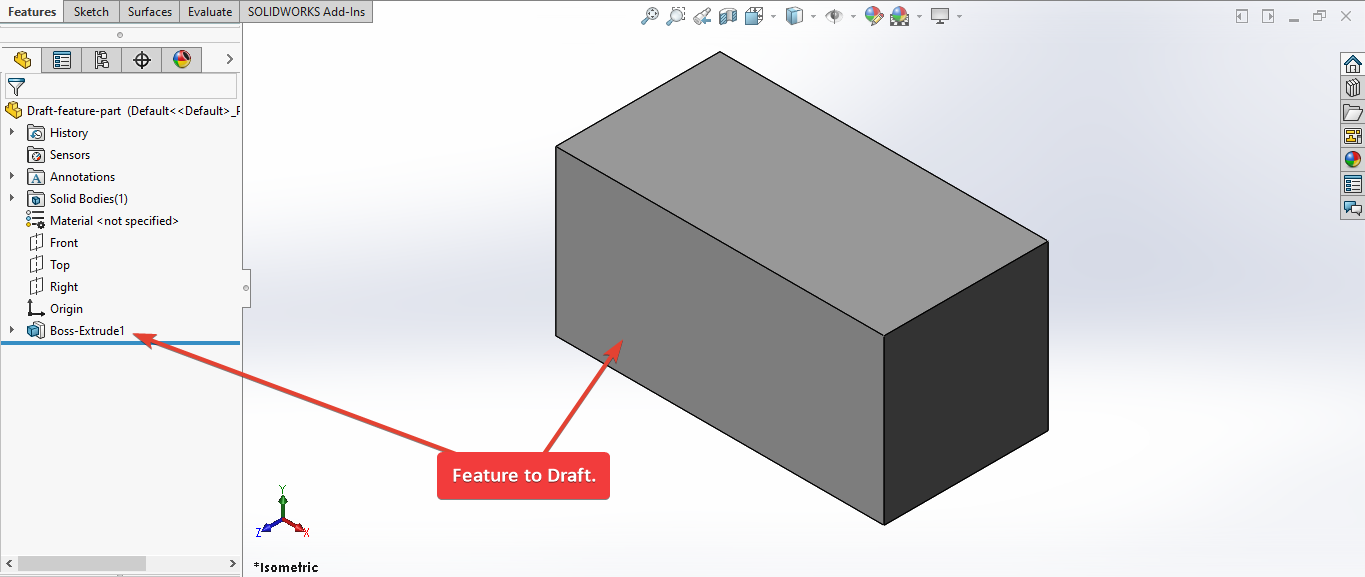 Features Sketch Surfaces Evaluate SOLIDWORKS Add-Ins
Draft-feature-part (Default<<Default>_F
History
Sensors
A Annotations
Solid Bodies(1)
Material <not specified>
Front
Top
Right
Origin
Boss-Extrude1
Feature to Draft.
Y
Z X
*Isometric